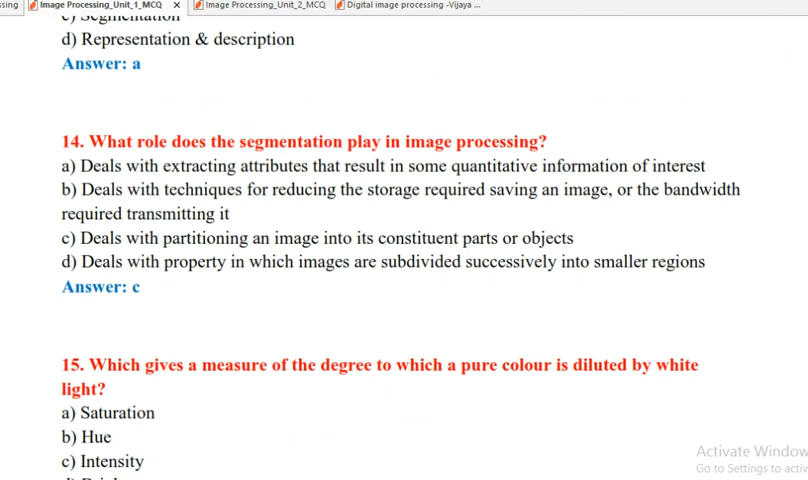 ssing
Image Processing_Unit_1_MCQ
Image Processing_Unit_2_MCQ
Digital image processing -Vijaya ...
c) Segmentation
d) Representation & description
Answer: a
14. What role does the segmentation play in image processing?
a) Deals with extracting attributes that result in some quantitative information of interest
b) Deals with techniques for reducing the storage required saving an image, or the bandwidth
required transmitting it
c) Deals with partitioning an image into its constituent parts or objects
d) Deals with property in which images are subdivided successively into smaller regions
Answer: c
15. Which gives a measure of the degree to which a pure colour is diluted by white
light?
a) Saturation
b) Hue
c) Intensity
Activate Window
Go to Settings to activ